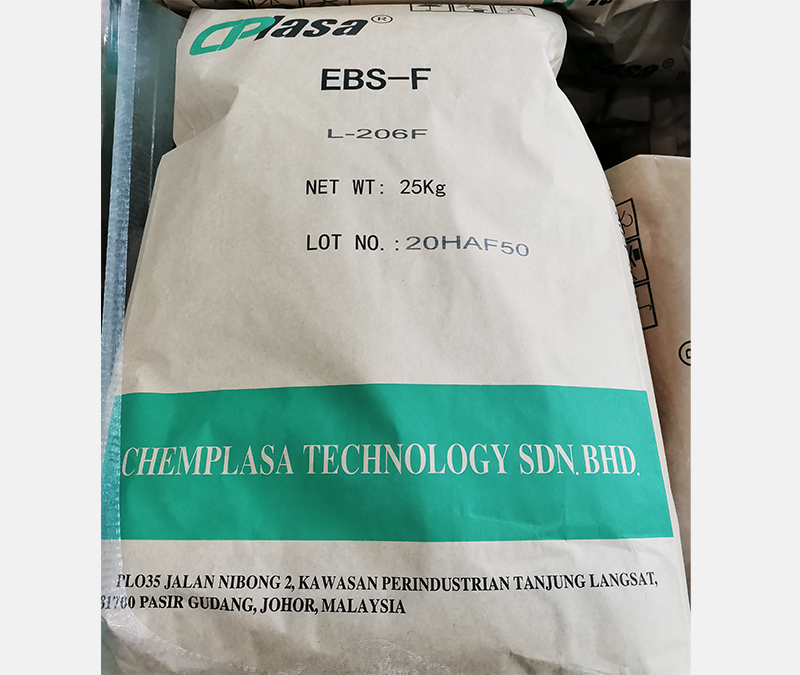 CPlasa®
EBS-F
L-206F
NET WT: 25Kg
LOT NO.:20HAF50
CHEMPLASA TECHNOLOGY SDN. BHD.
PLO35 JALAN NIBONG 2, KAWASAN PERINDUSTRIAN TANJUNG LANGSAT,
81700 PASIR GUDANG, JOHOR, MALAYSIA
lasa®